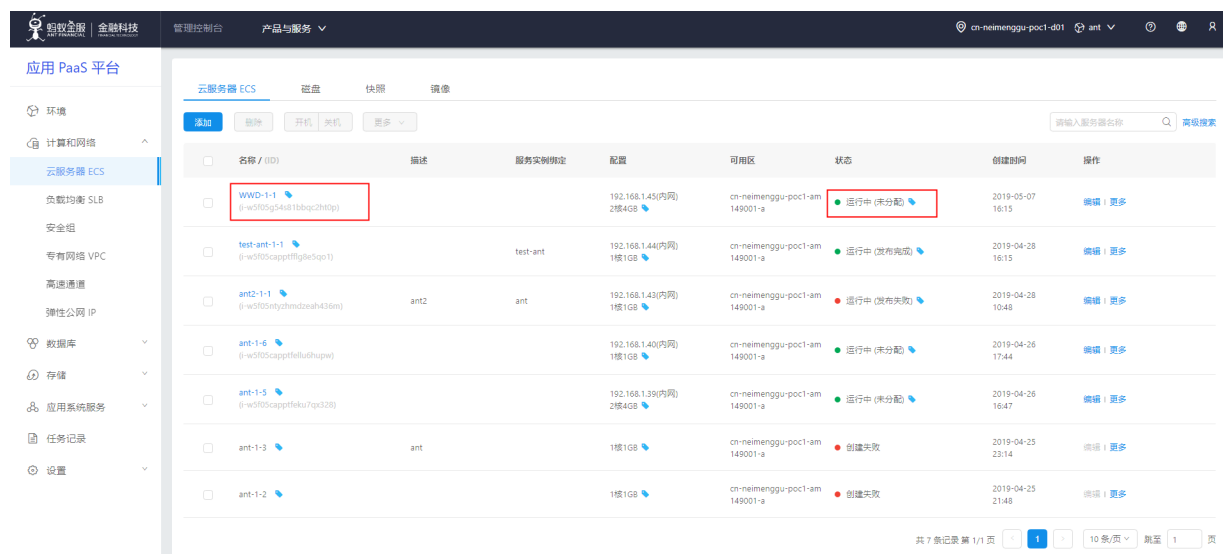 蚂蚁金服 金融科技 管理控制台 产品与服务 cn-neimenggu-poc1-d01 ant
ANT FINANCIAL
应用 PaaS 平台
云服务器 ECS 磁盘 快照 镜像
环境
添加 删除 开机 关机 更多 请输入服务器名称 高级搜索
计算和网络
名称 / (ID) 描述 服务实例绑定 配置 可用区 状态 创建时间 操作
云服务器 ECS
负载均衡 SLB
安全组
专有网络 VPC
高速通道
弹性公网 IP
数据库
存储
应用系统服务
任务记录
设置
WWD-1-1 192.168.1.45(内网) cn-neimenggu-poc1-am 运行中 (未分配) 2019-05-07 编辑 更多
(i-w5f05g54s81bbqc2ht0p) 2核4GB 149001-a 16:15
test-ant-1-1 test-ant 192.168.1.44(内网) cn-neimenggu-poc1-am 运行中 (发布完成) 2019-04-28 编辑 更多
(i-w5f05capptfflg8e5qo1) 1核1GB 149001-a 16:15
ant2-1-1 ant2 ant 192.168.1.43(内网) cn-neimenggu-poc1-am 运行中 (发布失败) 2019-04-28 编辑 更多
(i-w5f05ntyzhmdzeah436m) 1核1GB 149001-a 10:48
ant-1-6 192.168.1.40(内网) cn-neimenggu-poc1-am 运行中 (未分配) 2019-04-26 编辑 更多
(i-w5f05capptfellu6hupw) 1核1GB 149001-a 17:44
ant-1-5 192.168.1.39(内网) cn-neimenggu-poc1-am 运行中 (未分配) 2019-04-26 编辑 更多
(i-w5f05capptfeku7qx328) 2核4GB 149001-a 16:47
ant-1-3 ant 1核1GB cn-neimenggu-poc1-am 创建失败 2019-04-25 编辑 更多
149001-a 23:14
ant-1-2 1核1GB cn-neimenggu-poc1-am 创建失败 2019-04-25 编辑 更多
149001-a 21:48
共 7 条记录 第 1/1 页 1 10 条/页 跳至 1 页